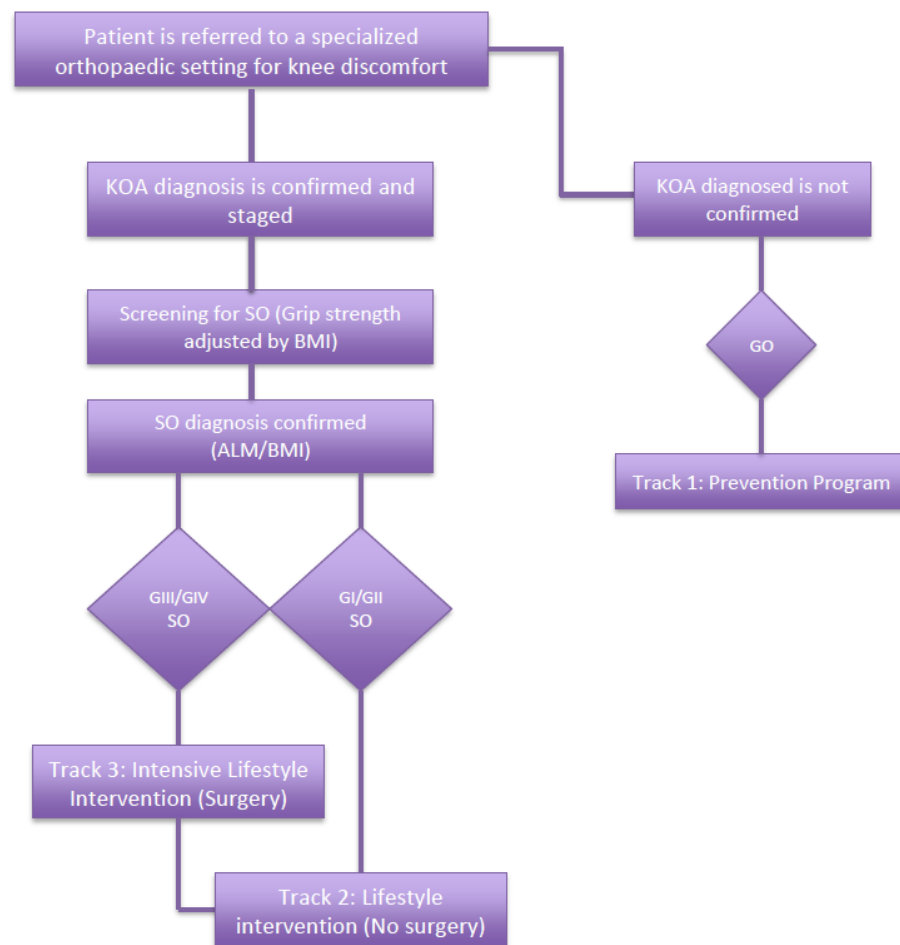 Patient is referred to a specialized
orthopaedic setting for knee discomfort
KOA diagnosis is confirmed and
staged
KOA diagnosed is not
confirmed
Screening for SO (Grip strength
adjusted by BMI)
GO
SO diagnosis confirmed
(ALM/BMI)
Track 1: Prevention Program
GIII/GIV
SO
GI/GII
SO
Track 3: Intensive Lifestyle
Intervention (Surgery)
Track 2: Lifestyle
intervention (No surgery)